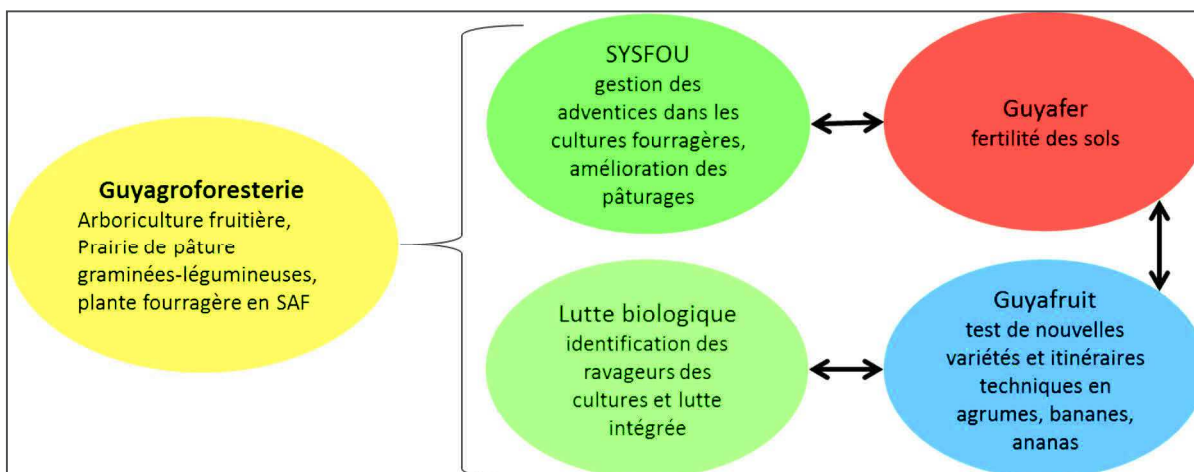 Guyagroforesterie
Arboriculture fruitière,
Prairie de pâture
graminées-légumineuses,
plante fourragère en SAF
SYSFOU
gestion des
adventices dans les
cultures fourragères,
amélioration des
pâturages
Guyafer
fertilité des sols
Lutte biologique
identification des
ravageurs des
cultures et lutte
intégrée
Guyafruit
test de nouvelles
variétés et itinéraires
techniques en
agrumes, bananes,
ananas